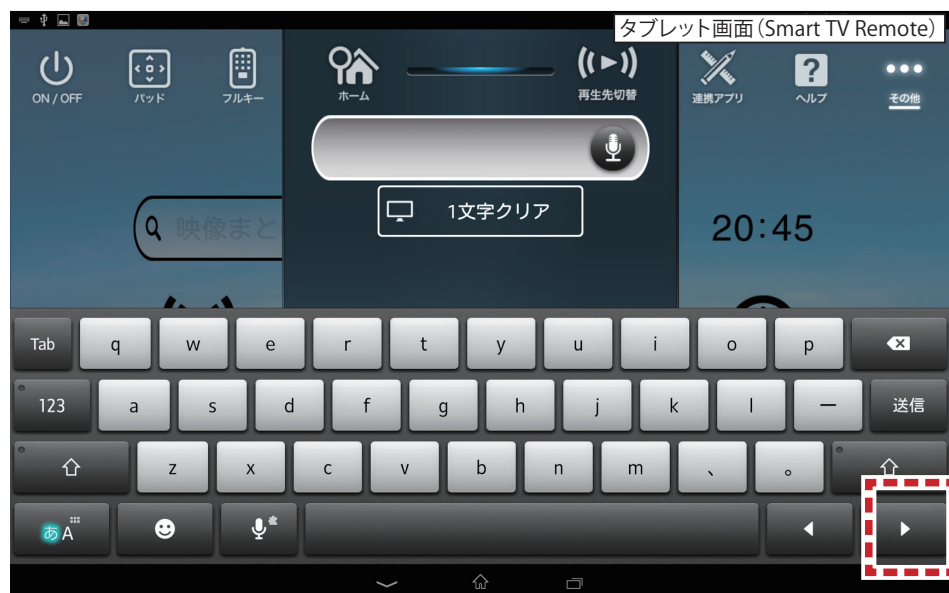 タブレット画面（Smart TV Remote）
ON / OFF
パッド
フルキー
ホーム
再生先切替
連携アプリ
? ヘルプ
その他
1文字クリア
映像まと
20:45
Tab q w e r t y u i o p
123 a s d f g h j k l ー 送信
z x c v b n m 、 。
あA